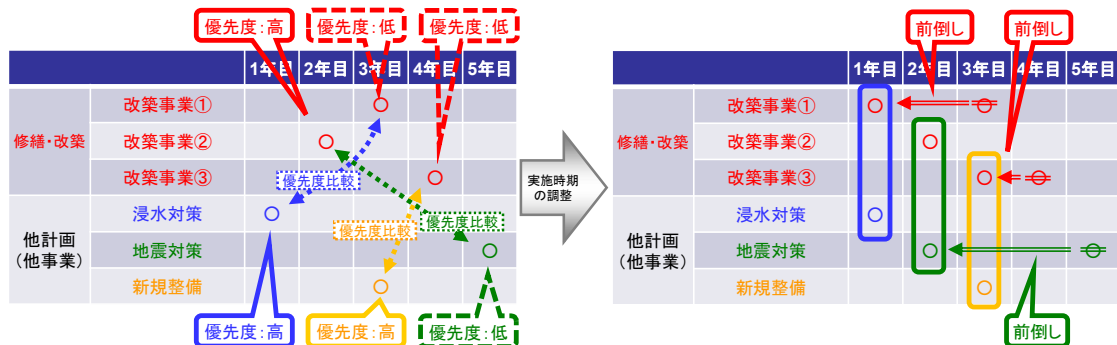 優先度:高
優先度:低
優先度:低
1年目 2年目 3年目 4年目 5年目
修繕・改築
改築事業① ○
改築事業② ○
改築事業③ ○
優先度比較
他計画
(他事業)
浸水対策 ○
優先度比較
優先度比較
地震対策 ○
新規整備 ○
優先度:高
優先度:高
優先度:低
実施時期
の調整
前倒し
前倒し
1年目 2年目 3年目 4年目 5年目
修繕・改築
改築事業① ○ ○
改築事業② ○
改築事業③ ○ ○
他計画
(他事業)
浸水対策 ○
地震対策 ○ ○
新規整備 ○
前倒し